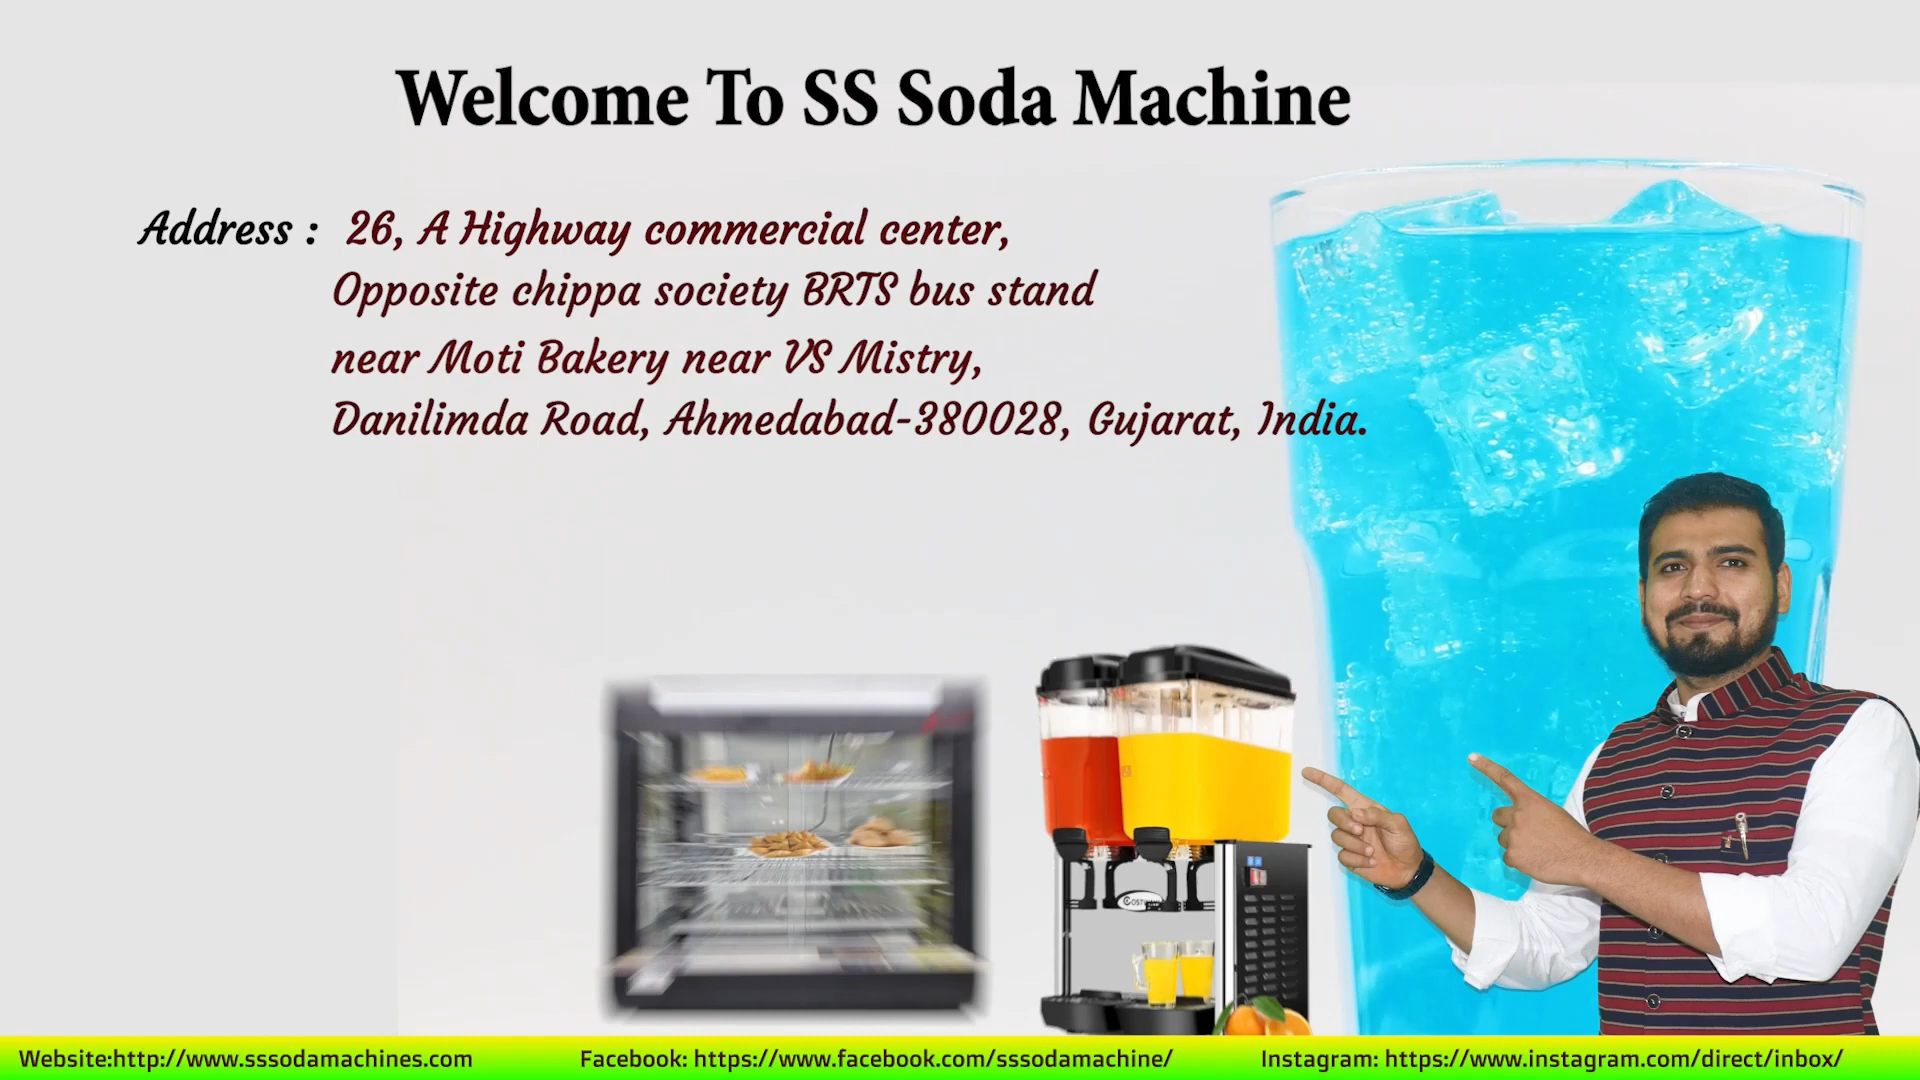 Welcome To SS Soda Machine
Address : 26, A Highway commercial center,
Opposite chippa society BRTS bus stand
near Moti Bakery near VS Mistry,
Danilimda Road, Ahmedabad-380028, Gujarat, India.
Website:http://www.sssodamachines.com
Facebook: https://www.facebook.com/sssodamachine/
Instagram: https://www.instagram.com/direct/inbox/